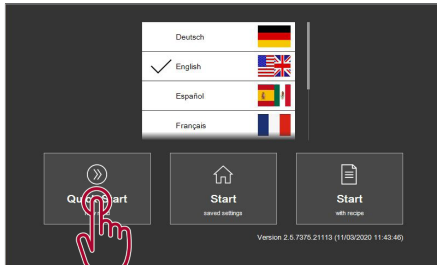 Deutsch
English
Español
Français
Start
saved settings
Start
with recipe
Version 2.5.7375.21113 (11/03/2020 11:43:46)